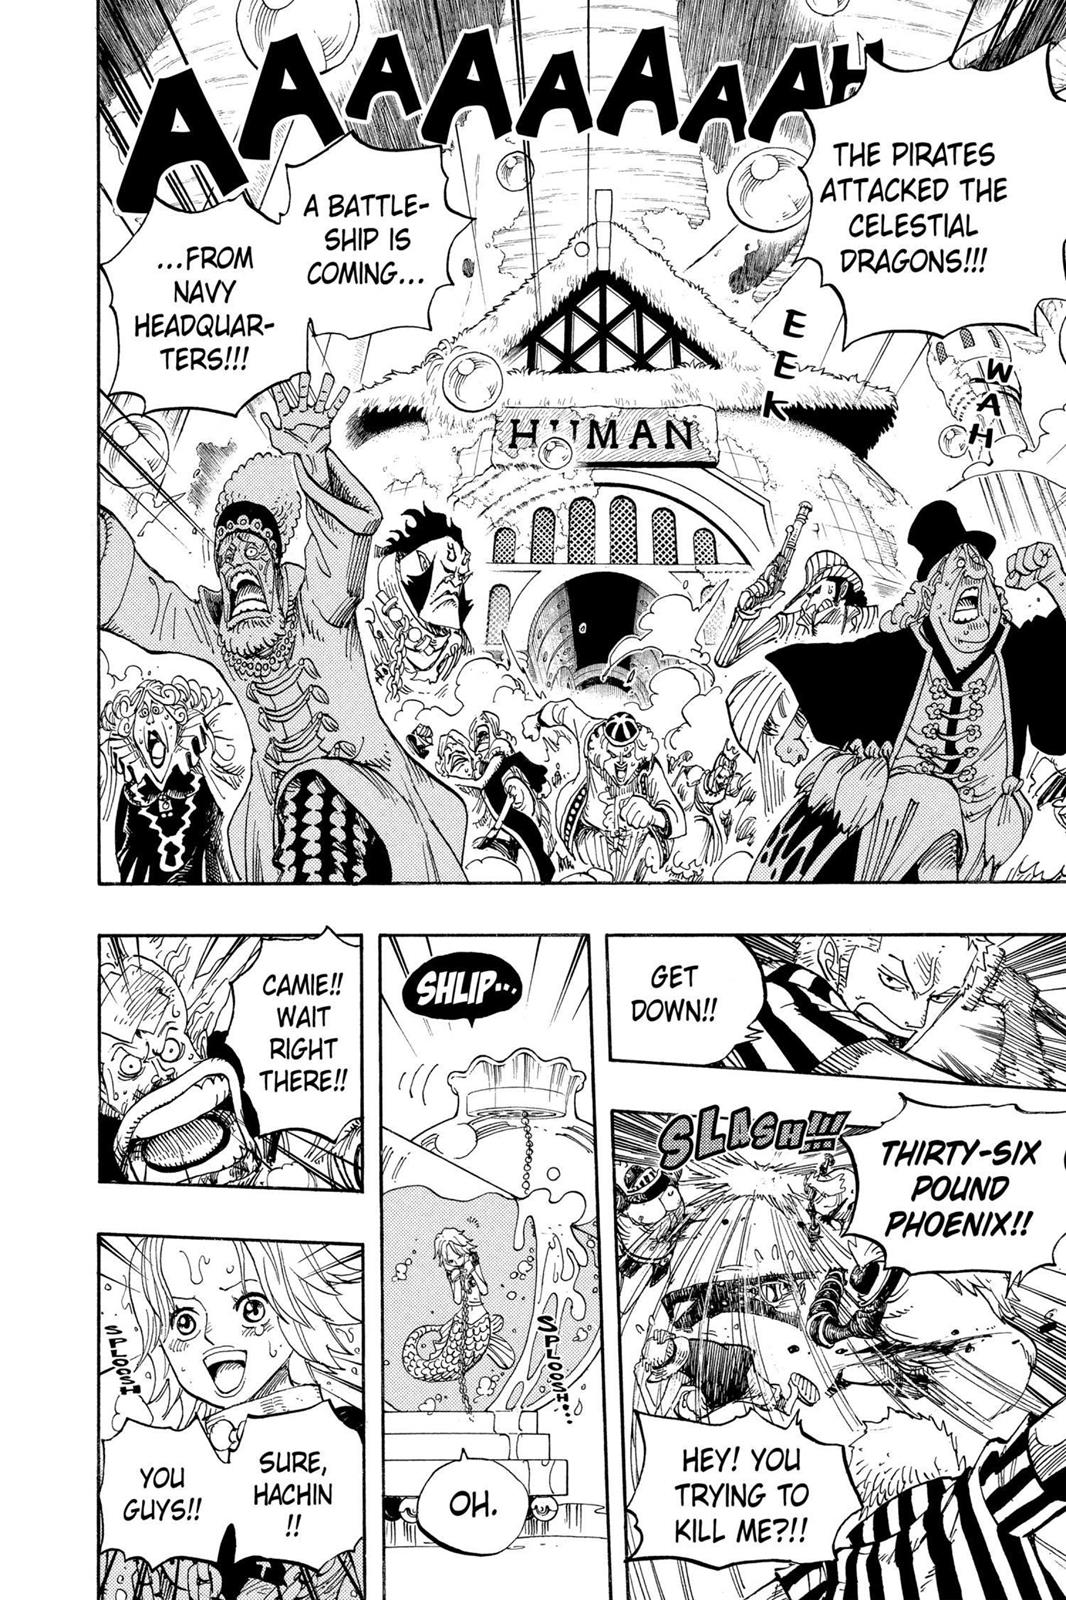 AAAAAAAAH
THE PIRATES
ATTACKED THE
CELESTIAL
DRAGONS!!!
A BATTLE-
SHIP IS
COMING...
...FROM
NAVY
HEADQUAR-
TERS!!!
EEK
WAH
HUMAN
GET
DOWN!!
SLASH!!!
THIRTY-SIX
POUND
PHOENIX!!
HEY! YOU
TRYING TO
KILL ME?!!
SHLIP...
SPLOOSH...
OH.
CAMIE!!
WAIT
RIGHT
THERE!!
SPLOOSH
SURE,
HACHIN
!!
YOU
GUYS!!